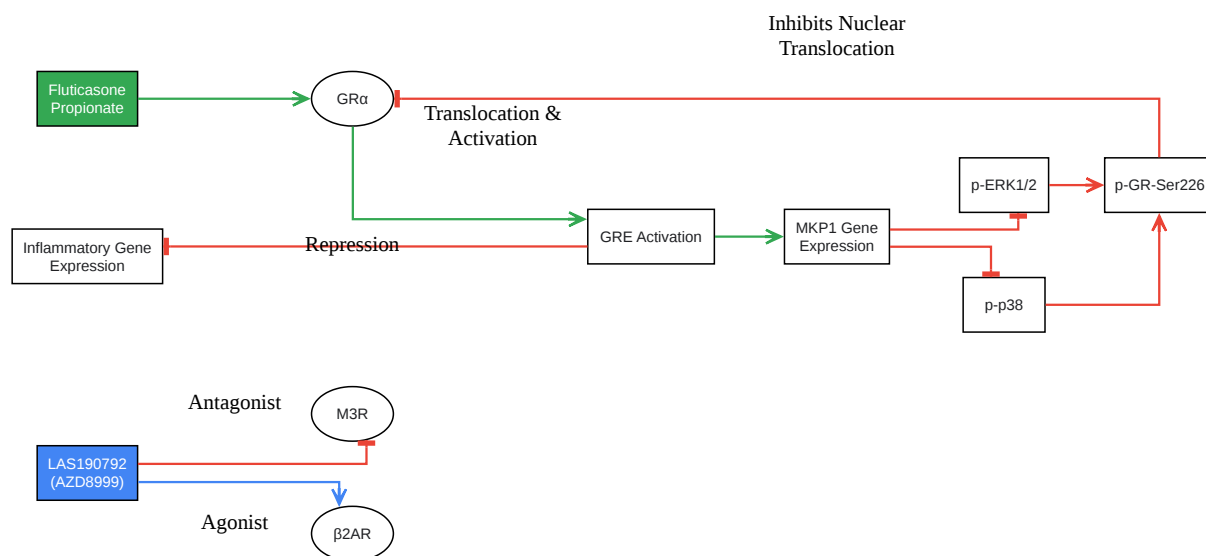 Inhibits Nuclear
Translocation
Fluticasone
Propionate
GRα
Translocation &
Activation
p-ERK1/2
p-GR-Ser226
Inflammatory Gene
Expression
Repression
GRE Activation
MKP1 Gene
Expression
p-p38
Antagonist
M3R
LAS190792
(AZD8999)
Agonist
β2AR